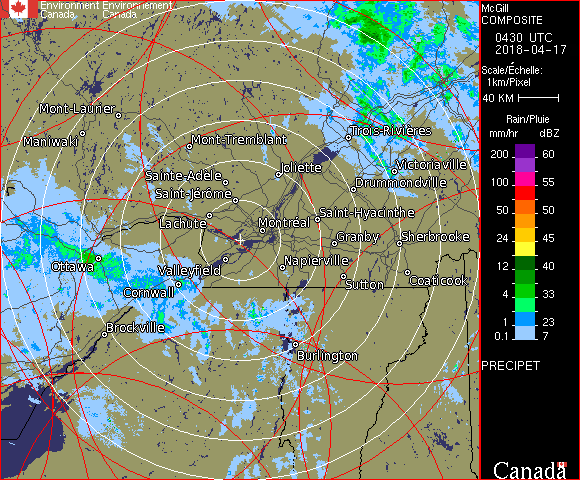 Environment Environnement
Canada Canada
Mont-Laurier
Maniwaki
Mont-Tremblant
Trois-Rivières
Joliette
Victoriaville
Sainte-Adèle
Drummondville
Saint-Jérôme
Saint-Hyacinthe
Lachute
Montréal
Granby
Sherbrooke
Ottawa
Valleyfield
Napierville
Cornwall
Sutton
Coaticook
Brockville
Burlington
McGill
COMPOSITE
0430 UTC
2018-04-17
Scale/Échelle:
1km/Pixel
40 KM
Rain/Pluie
mm/hr dBZ
200 60
155 65
100 55
50 50
24 45
12 40
4 33
1 23
0.1 7
PRECIPET
Canada